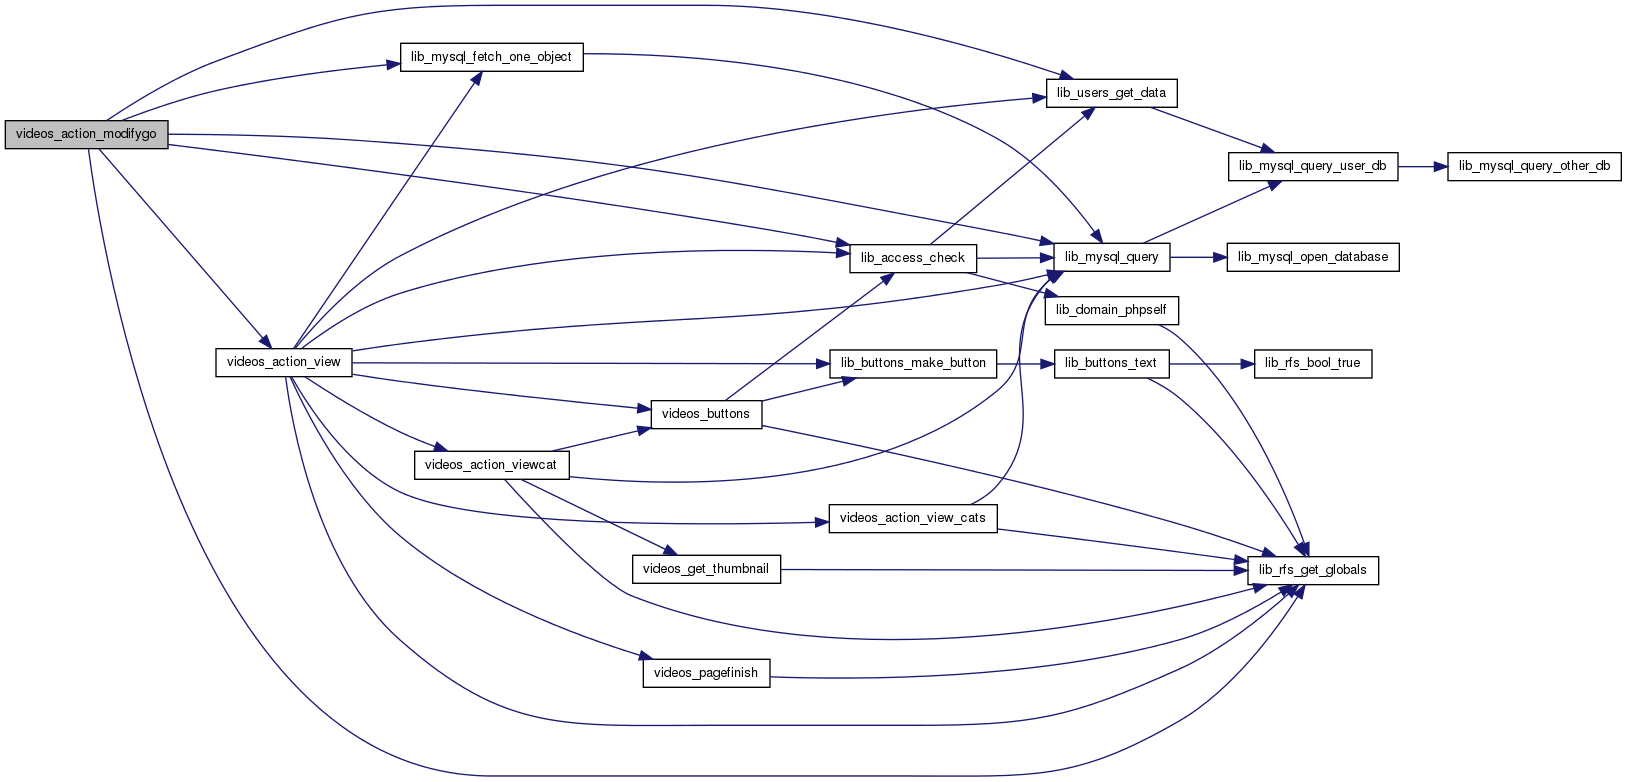 videos_action_modifygo
lib_mysql_fetch_one_object
lib_users_get_data
lib_mysql_query_user_db
lib_mysql_query_other_db
lib_access_check
lib_mysql_query
lib_mysql_open_database
lib_domain_phpself
videos_action_view
lib_buttons_make_button
lib_buttons_text
lib_rfs_bool_true
videos_buttons
videos_action_viewcat
videos_action_view_cats
videos_get_thumbnail
lib_rfs_get_globals
videos_pagefinish